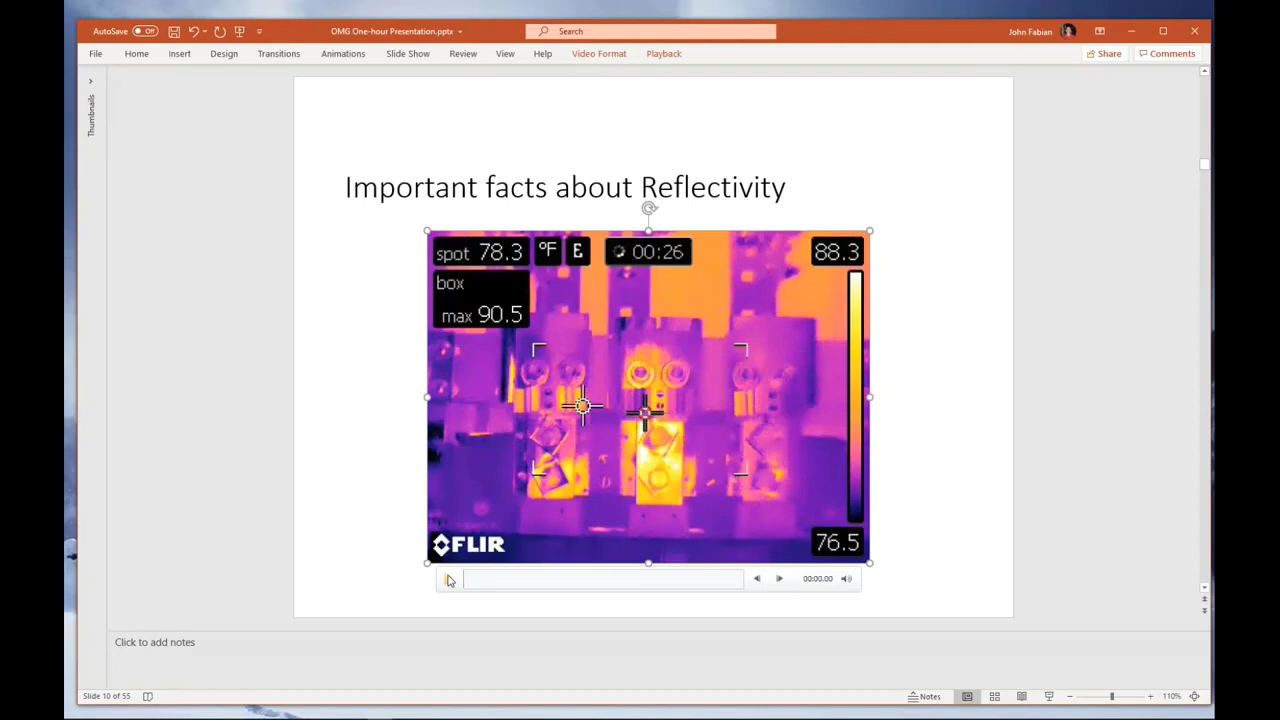 AutoSave Off OMG One-hour Presentation.pptx Search John Fabian
File Home Insert Design Transitions Animations Slide Show Review View Help Video Format Playback Share Comments
Thumbnails
Important facts about Reflectivity
spot 78.3 °F E 00:26 88.3
box
max 90.5
FLIR 76.5
00:00.00
Click to add notes
Slide 10 of 55 Notes 110%